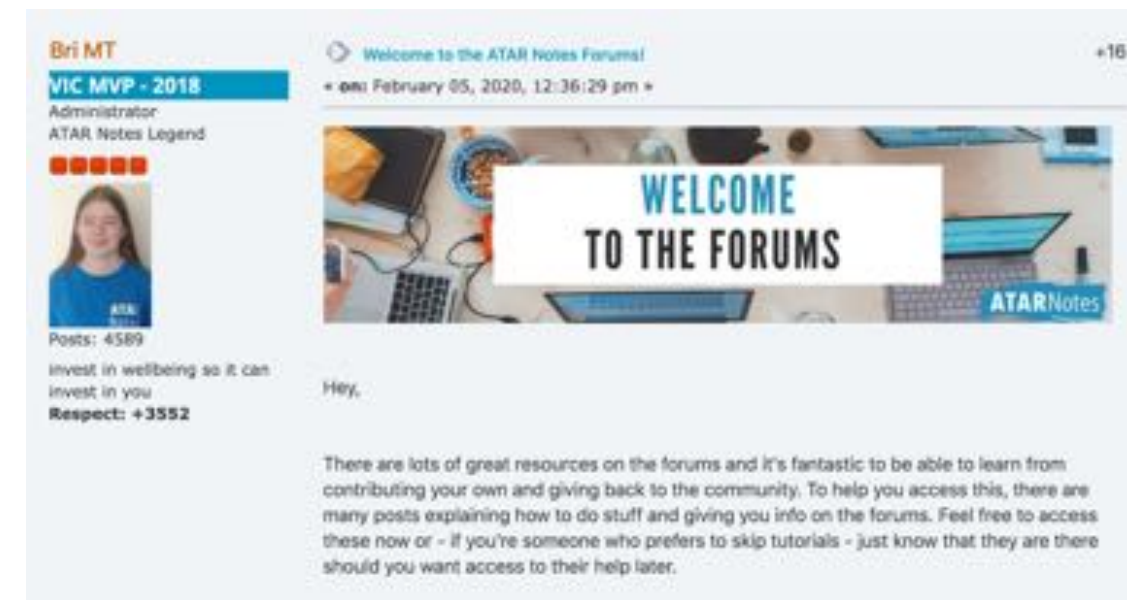 Bri MT
VIC MVP - 2018
Administrator
ATAR Notes Legend
Posts: 4589
invest in wellbeing so it can
invest in you
Respect: +3552
Welcome to the ATAR Notes Forums!
+16
« on: February 05, 2020, 12:36:29 pm »
WELCOME
TO THE FORUMS
ATARNotes
Hey,
There are lots of great resources on the forums and it's fantastic to be able to learn from
contributing your own and giving back to the community. To help you access this, there are
many posts explaining how to do stuff and giving you info on the forums. Feel free to access
these now or - if you're someone who prefers to skip tutorials - just know that they are there
should you want access to their help later.